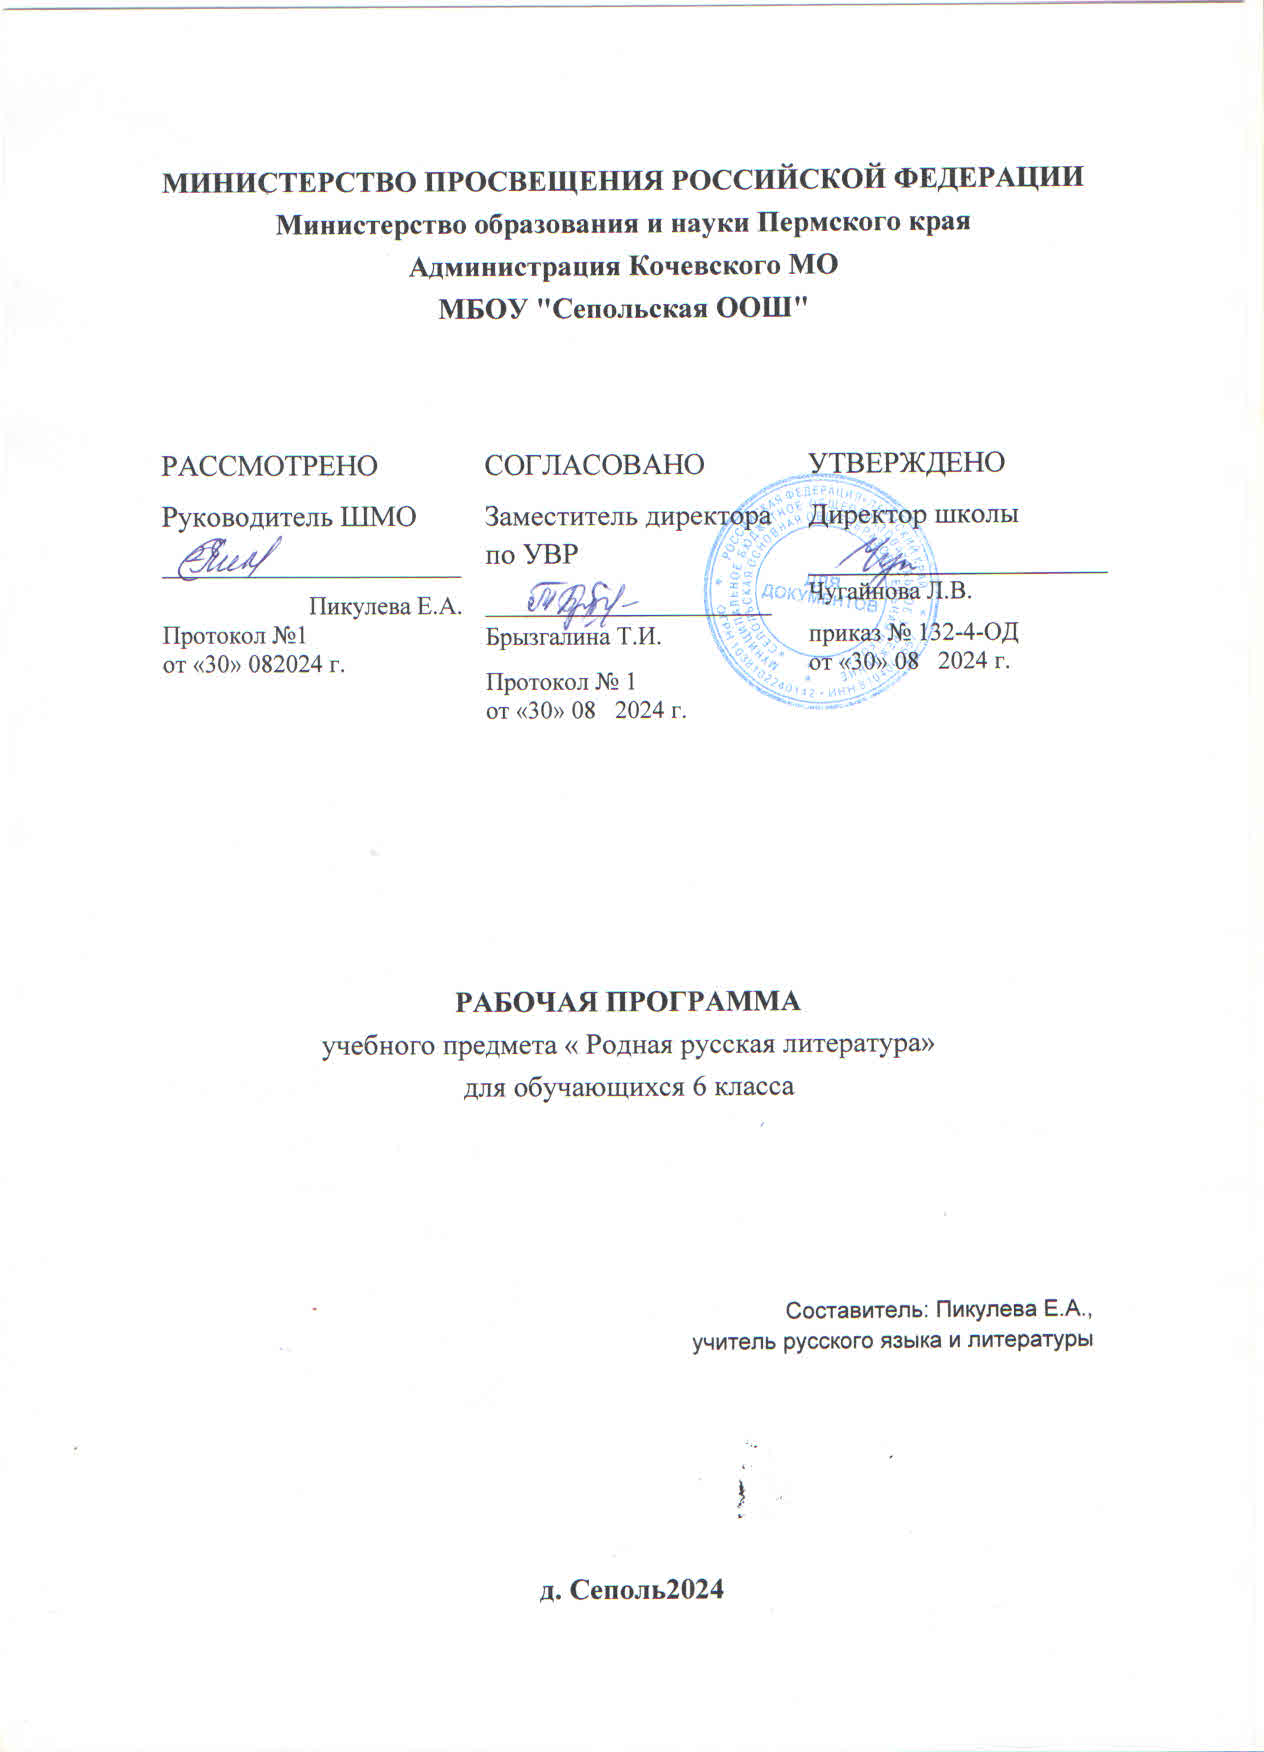 МИНИСТЕРСТВО ПРОСВЕЩЕНИЯ РОССИЙСКОЙ ФЕДЕРАЦИИ
Министерство образования и науки Пермского края
Администрация Кочевского МО
МБОУ "Сепольская ООШ"
РАССМОТРЕНО
Руководитель ШМО
Пикулева Е.А.
Протокол №1
от «30» 082024 г.
СОГЛАСОВАНО
Заместитель директора
по УВР
Брызгалина Т.И.
Протокол № 1
от «30» 08 2024 г.
УТВЕРЖДЕНО
Директор школы
Чугайнова Л.В.
приказ № 132-4-ОД
от «30» 08 2024 г.
ДЛЯ
ДОКУМЕНТОВ
РАБОЧАЯ ПРОГРАММА
учебного предмета « Родная русская литература»
для обучающихся 6 класса
Составитель: Пикулева Е.А.,
учитель русского языка и литературы
д. Сеполь2024